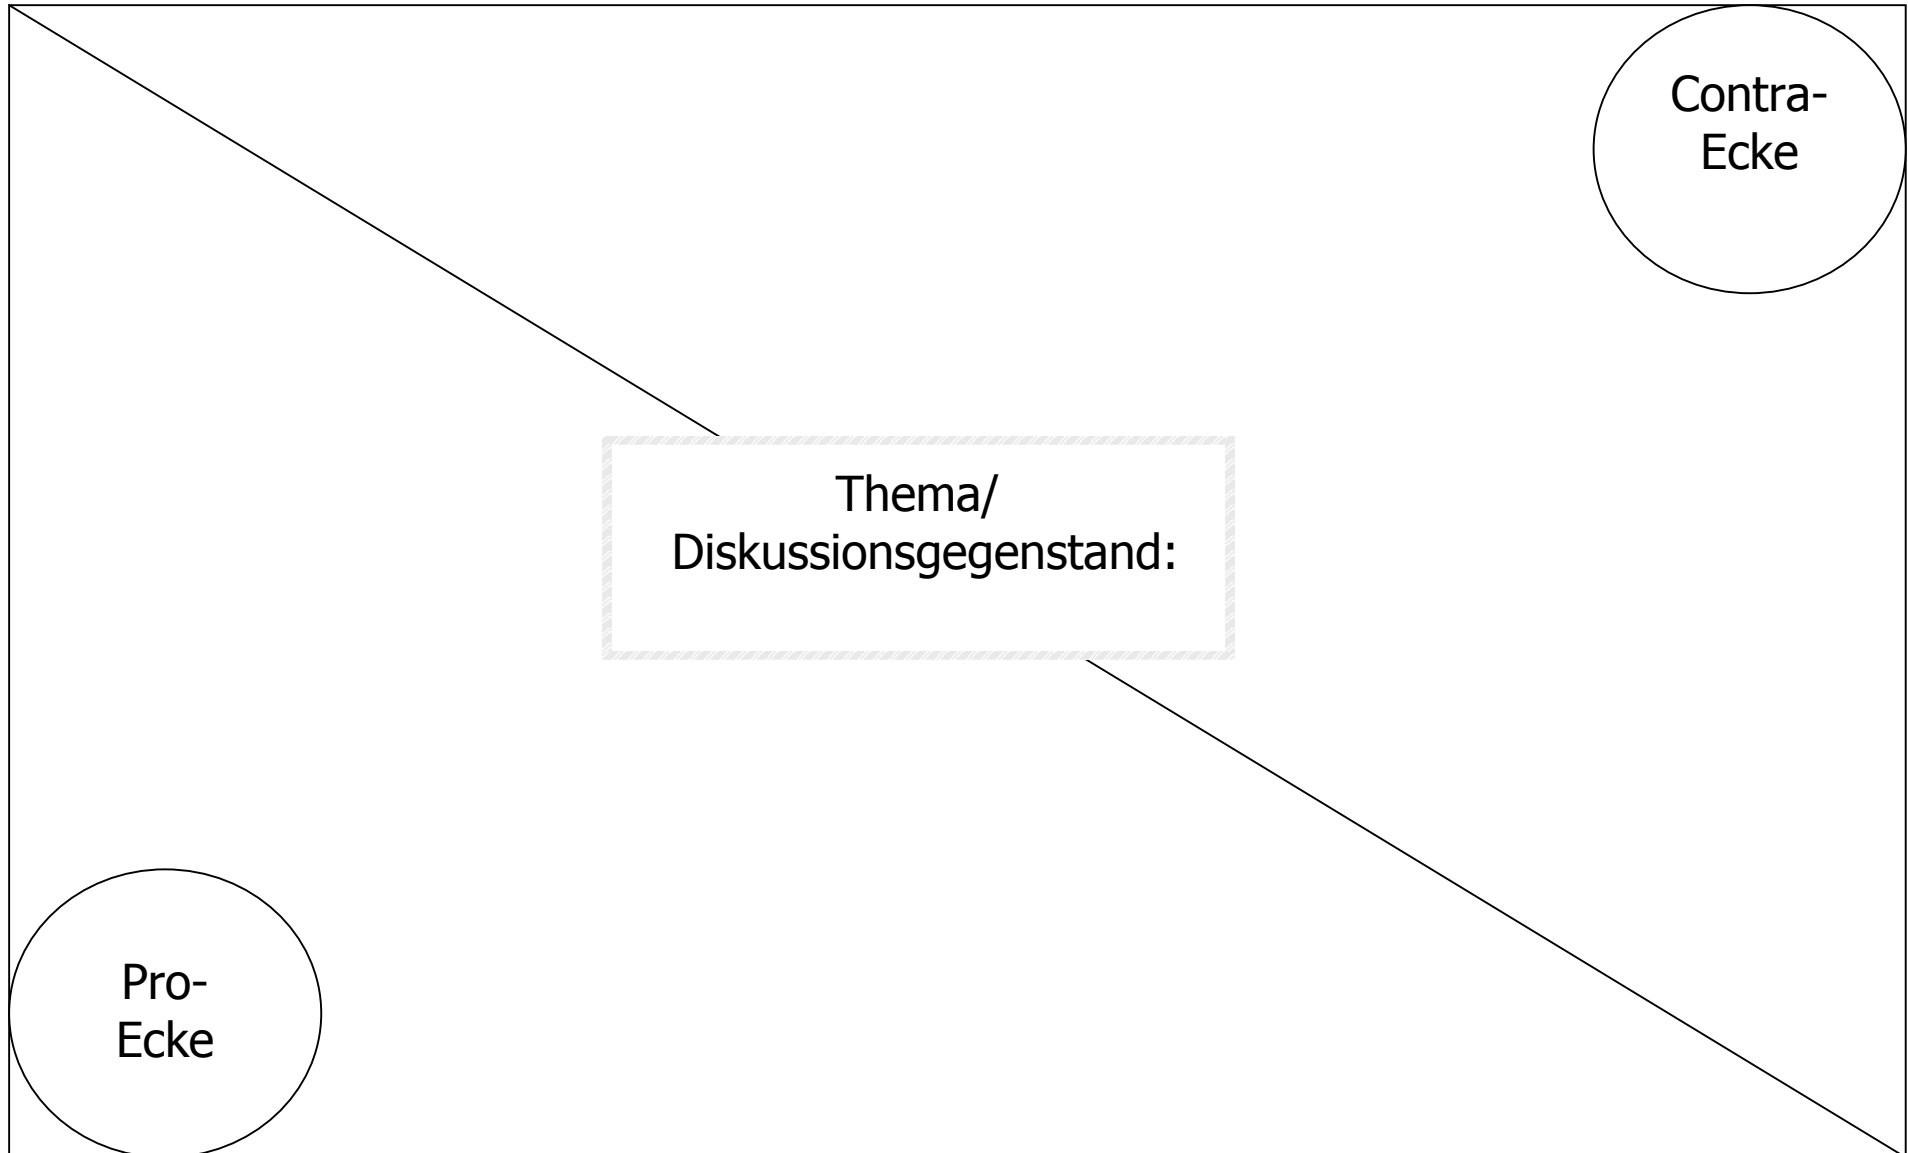 Contra-
Ecke
Thema/
Diskussionsgegenstand:
Pro-
Ecke